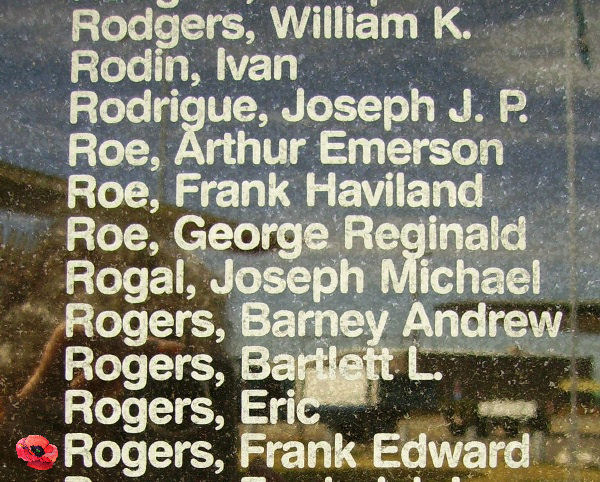 Rodgers, William K.
Rodin, Ivan
Rodrigue, Joseph J. P.
Roe, Arthur Emerson
Roe, Frank Haviland
Roe, George Reginald
Rogal, Joseph Michael
Rogers, Barney Andrew
Rogers, Bartlett L.
Rogers, Eric
Rogers, Frank Edward